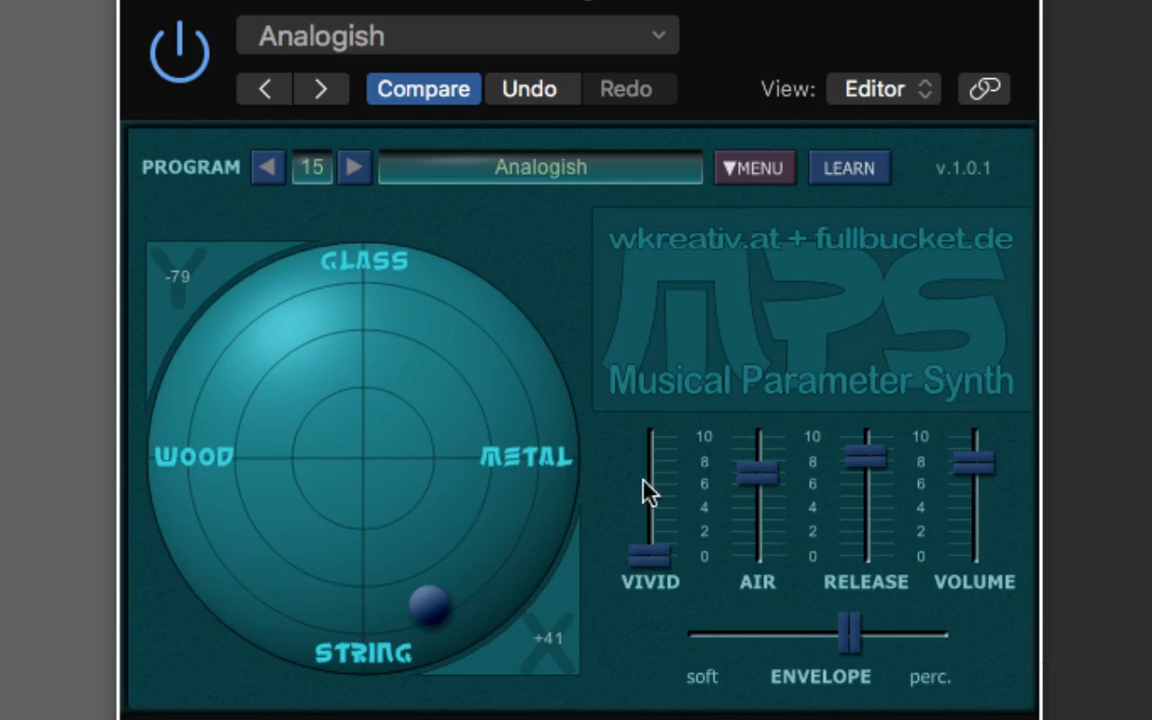 Analogish
Compare Undo Redo View: Editor
PROGRAM 15 Analogish ▼MENU LEARN v.1.0.1
wkreativ.at + fullbucket.de
MPS
Musical Parameter Synth
Y
-79
GLASS
WOOD
METAL
STRING
+41
X
10 10 10
8 8 8
6 6 6
4 4 4
2 2 2
0 0 0
VIVID AIR RELEASE VOLUME
soft ENVELOPE perc.